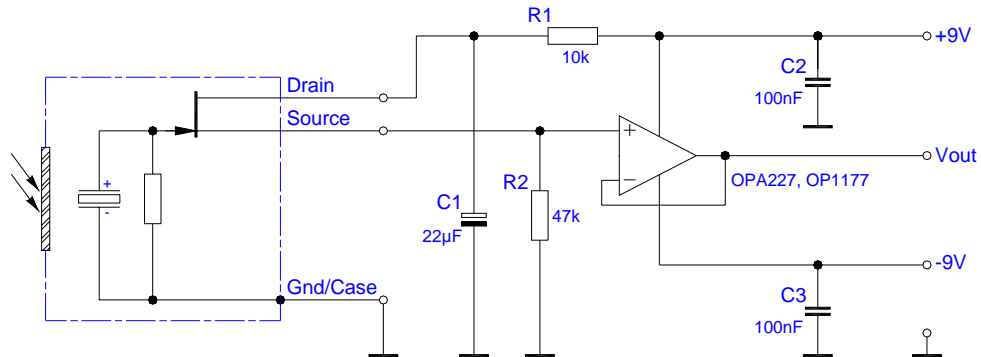 R1
10k
+9V
C2
100nF
Drain
Source
+
-
R2
47k
C1
22µF
+
−
OPA227, OP1177
Vout
Gnd/Case
-9V
C3
100nF